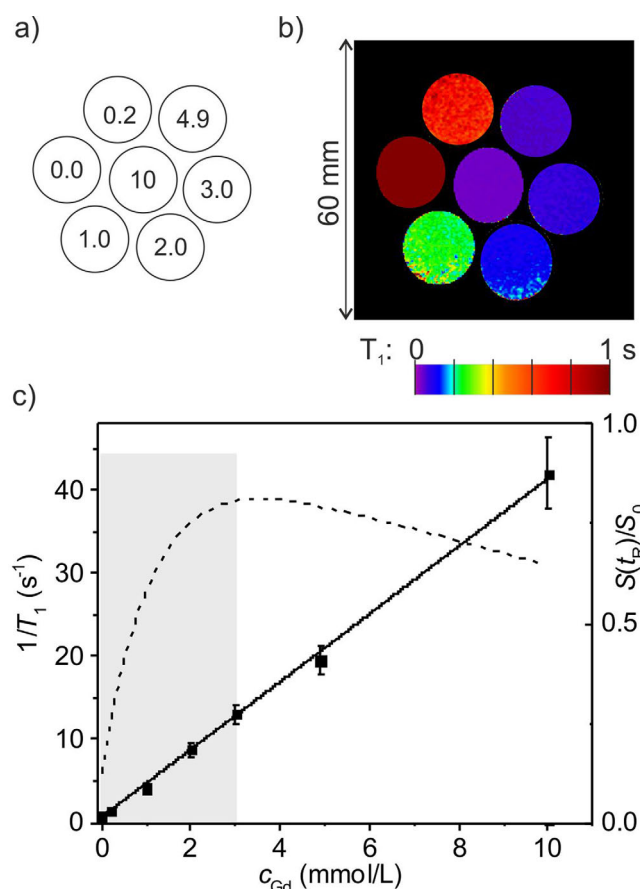 a)
0.2 4.9
0.0 10 3.0
1.0 2.0
b)
60 mm
T₁: 0 1 s
c)
1/T₁ (s⁻¹)
40
30
20
10
0
0 2 4 6 8 10
c_Gd (mmol/L)
1.0
0.5
0.0
S(t_R)/S₀